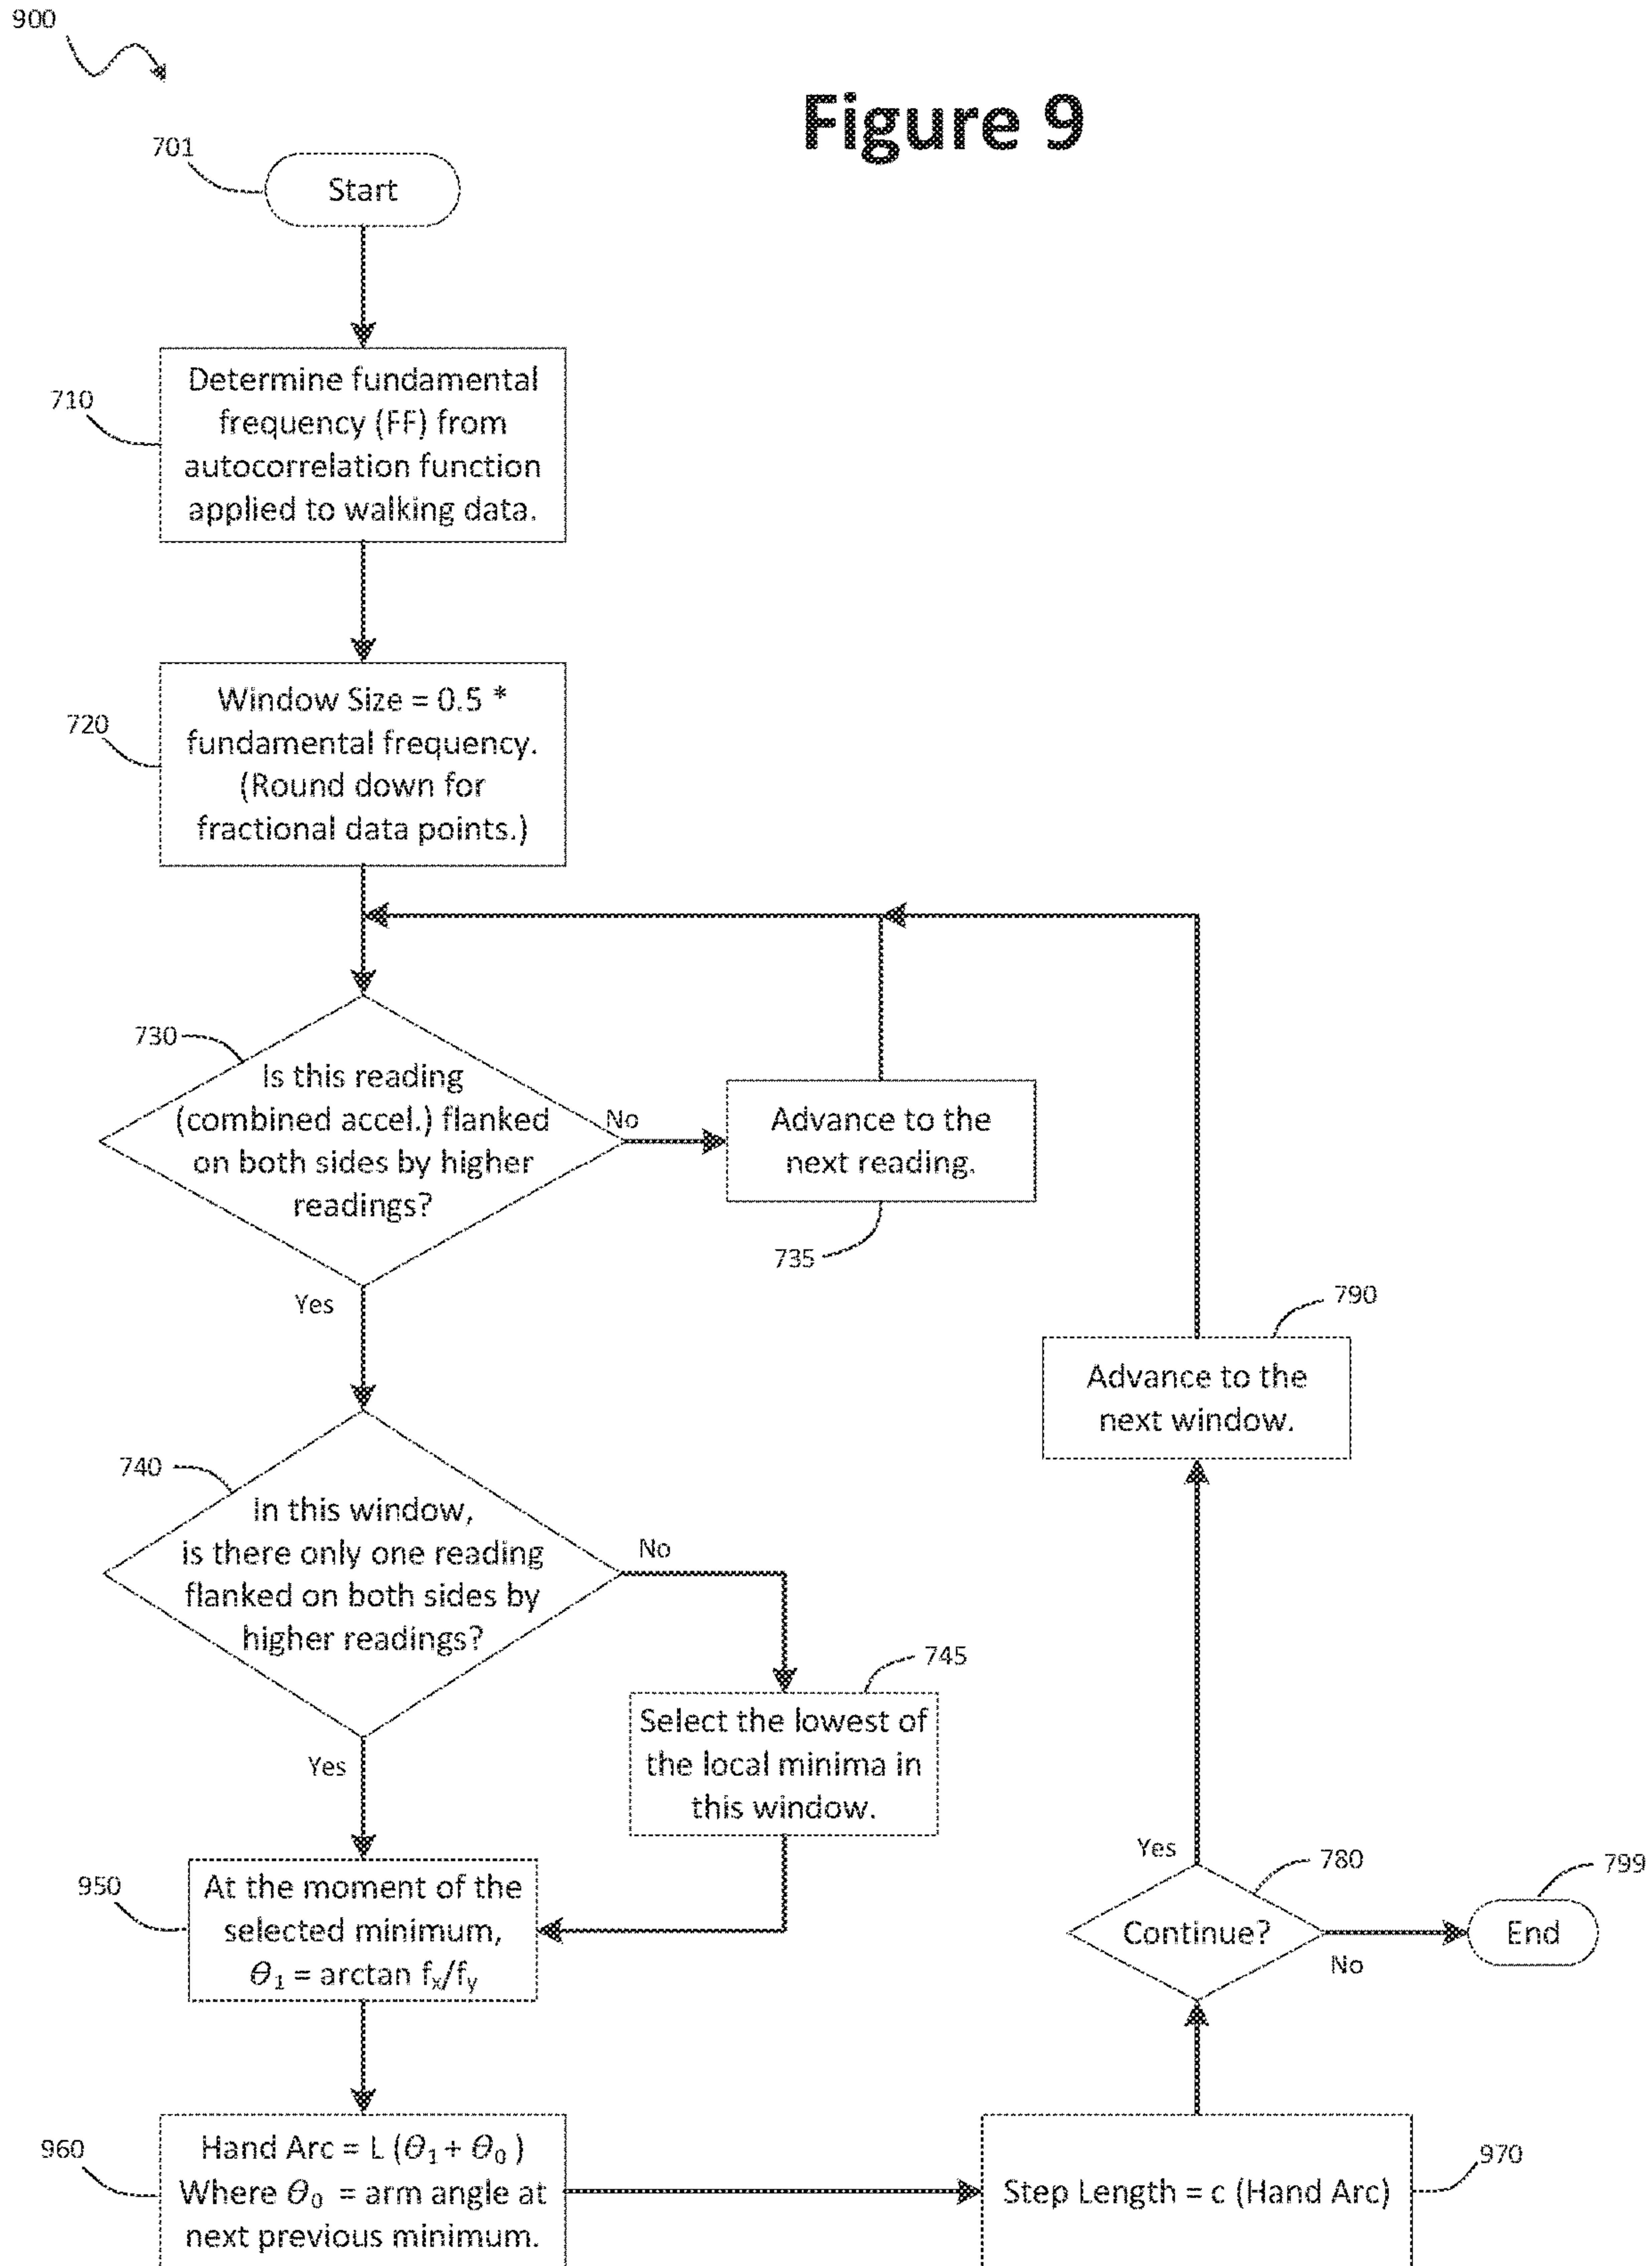 900
Figure 9
701
Start
710
Determine fundamental
frequency (FF) from
autocorrelation function
applied to walking data.
720
Window Size = 0.5 *
fundamental frequency.
(Round down for
fractional data points.)
730
Is this reading
(combined accel.) flanked
on both sides by higher
readings?
No
Advance to the
next reading.
735
Yes
790
Advance to the
next window.
740
In this window,
is there only one reading
flanked on both sides by
higher readings?
No
745
Select the lowest of
the local minima in
this window.
Yes
950
At the moment of the
selected minimum,
θ₁ = arctan fₓ/fᵧ
Yes
780
Continue?
No
799
End
960
Hand Arc = L (θ₁ + θ₀ )
Where θ₀ = arm angle at
next previous minimum.
970
Step Length = c (Hand Arc)